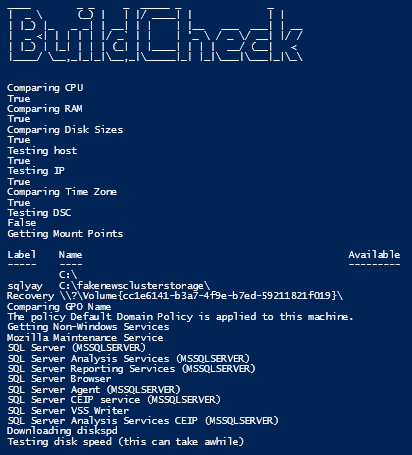 BuildCheck
Comparing CPU
True
Comparing RAM
True
Comparing Disk Sizes
True
Testing host
True
Testing IP
True
Comparing Time Zone
True
Testing DSC
False
Getting Mount Points
Label Name Available
----- ---- ---------
C:\
sqlyay C:\fakenewsclusterstorage\
Recovery \\?\Volume{cc1e6141-b3a7-4f9e-b7ed-59211821f019}\
Comparing GPO Name
The policy Default Domain Policy is applied to this machine.
Getting Non-Windows Services
Mozilla Maintenance Service
SQL Server (MSSQLSERVER)
SQL Server Analysis Services (MSSQLSERVER)
SQL Server Reporting Services (MSSQLSERVER)
SQL Server Browser
SQL Server Agent (MSSQLSERVER)
SQL Server CEIP service (MSSQLSERVER)
SQL Server VSS Writer
SQL Server Analysis Services CEIP (MSSQLSERVER)
Downloading diskspd
Testing disk speed (this can take awhile)